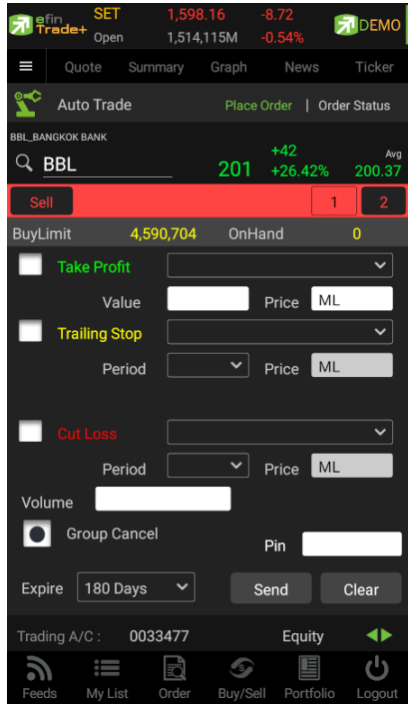 efin Trade+ SET 1,598.16 -8.72 DEMO
Open 1,514,115M -0.54%
Quote Summary Graph News Ticker
Auto Trade Place Order | Order Status
BBL_BANGKOK BANK
BBL 201 +42 +26.42% Avg 200.37
Sell 1 2
BuyLimit 4,590,704 OnHand 0
Take Profit
Value Price ML
Trailing Stop
Period Price ML
Cut Loss
Period Price ML
Volume
Group Cancel Pin
Expire 180 Days Send Clear
Trading A/C : 0033477 Equity
Feeds My List Order Buy/Sell Portfolio Logout